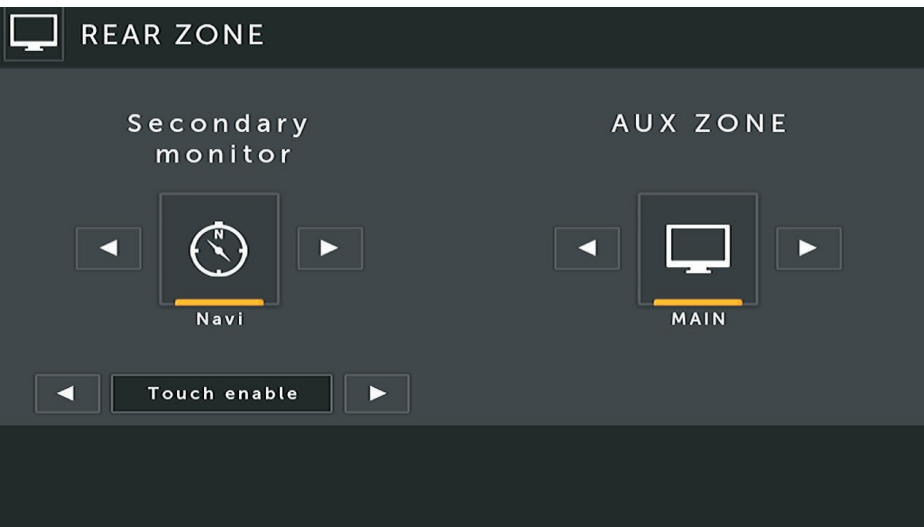 REAR ZONE
Secondary
monitor
AUX ZONE
N
Navi
MAIN
Touch enable